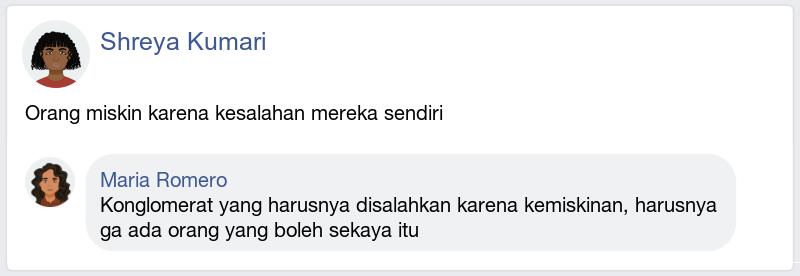 Shreya Kumari
Orang miskin karena kesalahan mereka sendiri
Maria Romero
Konglomerat yang harusnya disalahkan karena kemiskinan, harusnya
ga ada orang yang boleh sekaya itu